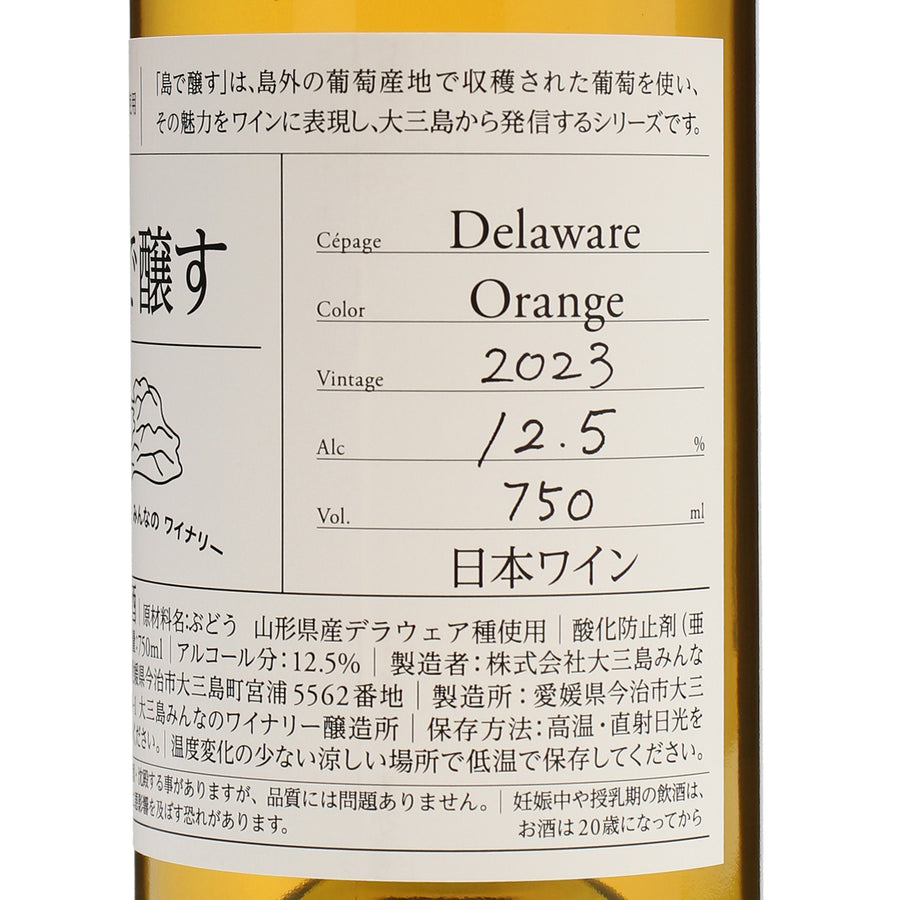 「島で醸す」は、島外の葡萄産地で収穫された葡萄を使い、
その魅力をワインに表現し、大三島から発信するシリーズです。
で醸す
みんなの ワイナリー
Cépage Delaware
Color Orange
Vintage 2023
Alc 12.5 %
Vol. 750 ml
日本ワイン
原材料名:ぶどう 山形県産デラウェア種使用 | 酸化防止剤(亜
750ml | アルコール分:12.5% | 製造者:株式会社大三島みんな
媛県今治市大三島町宮浦5562番地 | 製造所:愛媛県今治市大三
大三島みんなのワイナリー醸造所 | 保存方法:高温・直射日光を
ださい。| 温度変化の少ない涼しい場所で低温で保存してください。
沈殿する事がありますが、品質には問題ありません。| 妊娠中や授乳期の飲酒は、
影響を及ぼす恐れがあります。 お酒は20歳になってから